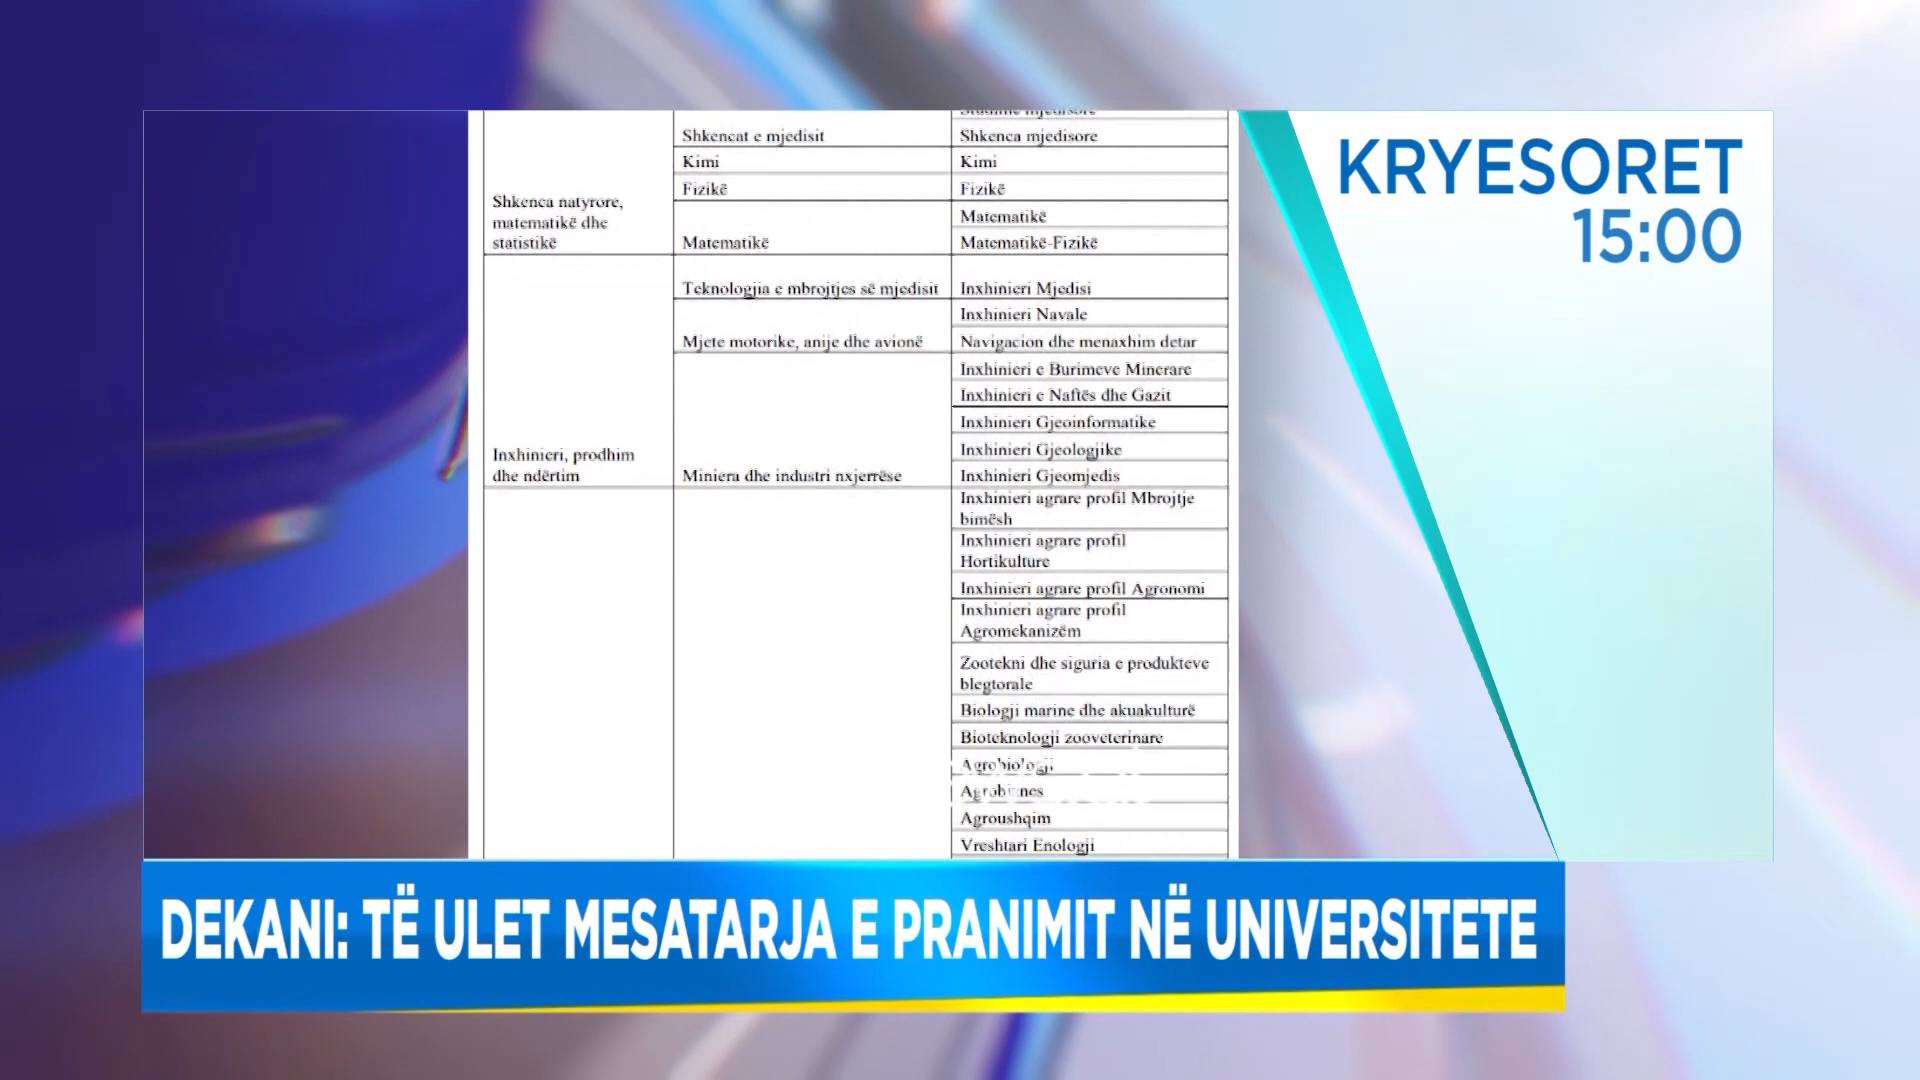 Studime mjedisore
Shkencat e mjedisit
Shkenca mjedisore
Kimi
Kimi
Fizikë
Fizikë
Shkenca natyrore,
matematikë dhe
statistikë
Matematikë
Matematikë
Matematikë-Fizikë
Teknologjia e mbrojtjes së mjedisit
Inxhinieri Mjedisi
Inxhinieri Navale
Mjete motorike, anije dhe avionë
Navigacion dhe menaxhim detar
Inxhinieri e Burimeve Minerare
Inxhinieri e Naftës dhe Gazit
Inxhinieri Gjeoinformatike
Inxhinieri Gjeologjike
Inxhinieri, prodhim
dhe ndërtim
Miniera dhe industri nxjerrëse
Inxhinieri Gjeomjedis
Inxhinieri agrare profil Mbrojtje
bimësh
Inxhinieri agrare profil
Hortikulture
Inxhinieri agrare profil Agronomi
Inxhinieri agrare profil
Agromekanizëm
Zootekni dhe siguria e produkteve
blegtorale
Biologji marine dhe akuakulturë
Bioteknologji zooveterinare
Agrobiologji
Agrobiznes
Agroushqim
Vreshtari Enologji
KRYESORET
15:00
DEKANI: TË ULET MESATARJA E PRANIMIT NË UNIVERSITETE